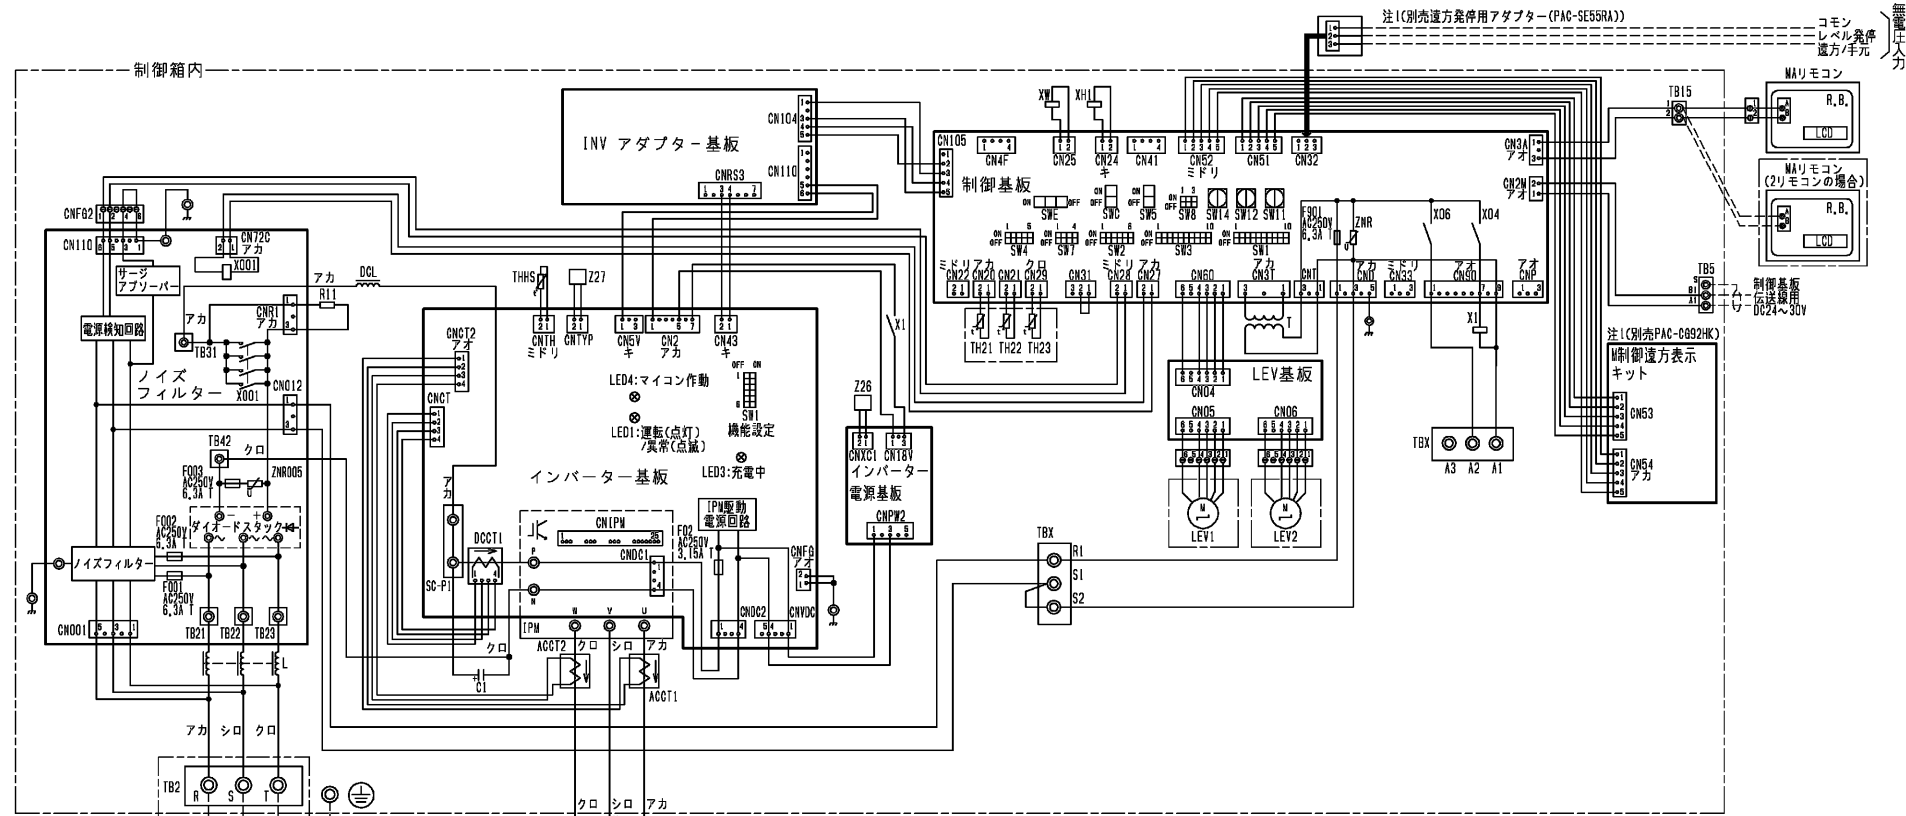 注1(別売遠方発停用アダプター(PAC-SE55RA))
コモン
レベル発停
遠方/手元
無電圧入力
制御箱内
MAリモコン
R.B.
LCD
TB15
MAリモコン
(2リモコンの場合)
R.B.
LCD
INV アダプター基板
CN104
CN110
CNRS3
XW
XH1
CN105
CN4F
CN25
CN24
キ
CN41
CN52
ミドリ
CN51
CN32
CN3A
アオ
CN2M
アオ
制御基板
SWE
SWC
SW5
SW8
SW14
SW12
SW11
F901
AC250V
6.3A
ZNR
X06
X04
SW4
SW7
SW2
SW3
SW1
ミドリ
CN22
アカ
CN20
CN21
クロ
CN29
CN31
ミドリ
CN28
アカ
CN27
CN60
アカ
CN3T
CNT
アカ
CND
ミドリ
CN33
アオ
CN90
アオ
CNP
TH21
TH22
TH23
T
X1
TB5
S
B1
A1
制御基板
伝送線用
DC24～30V
注1(別売PAC-CG92HK)
M制御遠方表示
キット
CN53
CN54
アカ
CNFG2
CN110
CN72C
アカ
X001
サージ
アブソーバー
電源検知回路
アカ
TB31
アカ
R11
DCL
CNR1
アカ
ノイズ
フィルター
X001
CN012
TB42
クロ
F003
AC250V
6.3A T
ZNR005
ダイオードスタック
F002
AC250V
6.3A
ノイズフィルター
F001
AC250V
6.3A T
CN001
TB21
TB22
TB23
L
アカ
シロ
クロ
TB2
R
S
T
THHS
Z27
CNTH
ミドリ
CNTYP
CN5V
キ
CN2
アカ
CN43
キ
X1
CNCT2
アオ
CNCT
LED4:マイコン作動
LED1:運転(点灯)
/異常(点滅)
OFF ON
SW1
機能設定
LED3:充電中
インバーター基板
Z26
CNXC1
CN18V
インバーター
電源基板
CNPW2
アカ
SC-P1
DCCT1
CNIPM
P
N
CNDC1
F02
AC250V
3.15A T
IPM駆動
電源回路
CNFG
アオ
CNDC2
CNVDC
IPM
W
V
U
クロ
C1
ACCT2
クロ
シロ
アカ
ACCT1
クロ
シロ
アカ
LEV基板
CN04
CN05
CN06
M
LEV1
M
LEV2
TBX
A3
A2
A1
TBX
R1
S1
S2